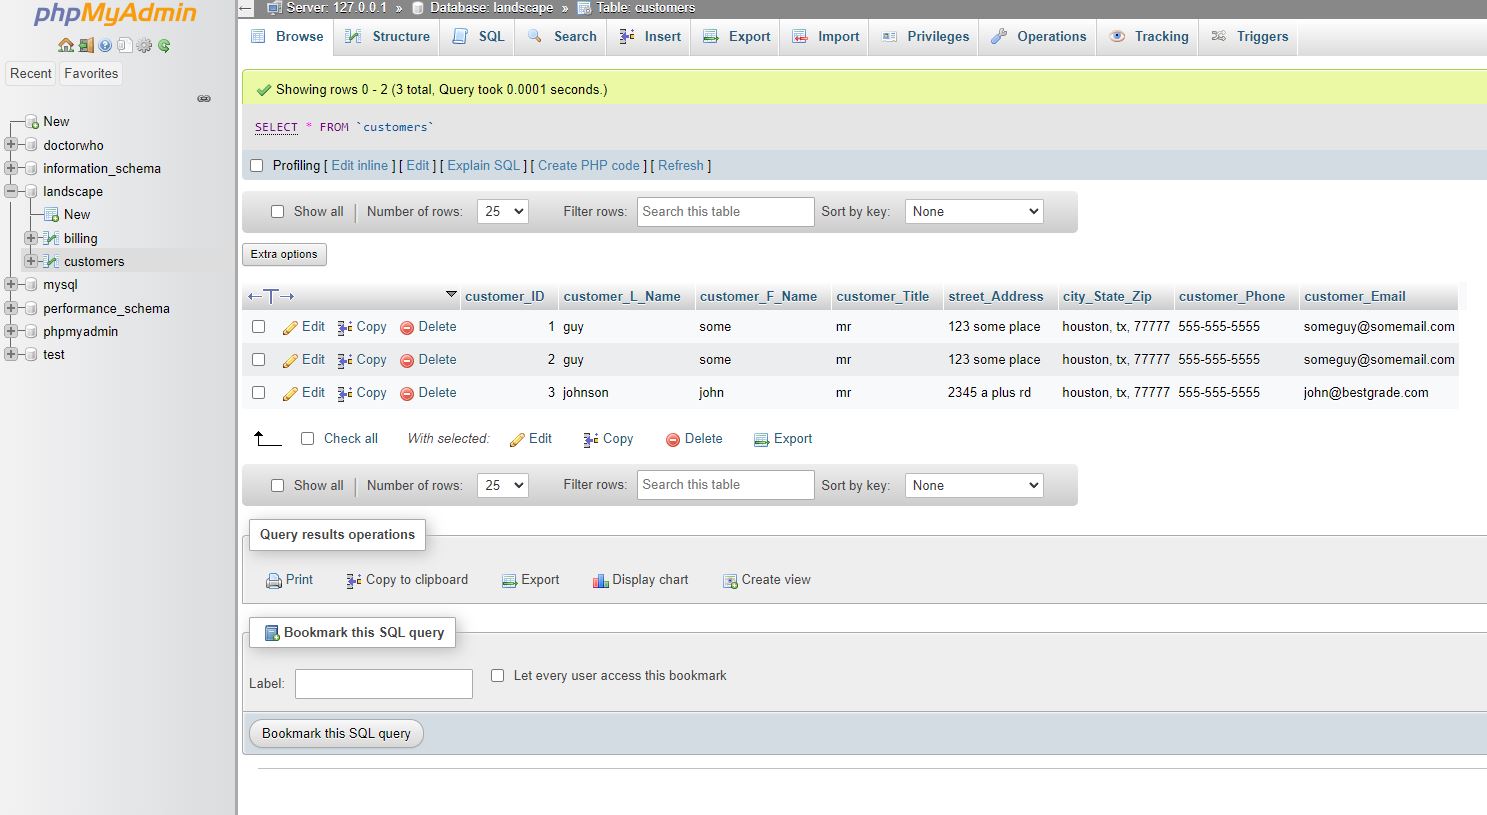 phpMyAdmin
Recent Favorites
New
doctorwho
information_schema
landscape
New
billing
customers
mysql
performance_schema
phpmyadmin
test
Server: 127.0.0.1 » Database: landscape » Table: customers
Browse Structure SQL Search Insert Export Import Privileges Operations Tracking Triggers
Showing rows 0 - 2 (3 total, Query took 0.0001 seconds.)
SELECT * FROM `customers`
Profiling [ Edit inline ] [ Edit ] [ Explain SQL ] [ Create PHP code ] [ Refresh ]
Show all | Number of rows: 25 Filter rows: Search this table Sort by key: None
Extra options
←T→ customer_ID customer_L_Name customer_F_Name customer_Title street_Address city_State_Zip customer_Phone customer_Email
Edit Copy Delete 1 guy some mr 123 some place houston, tx, 77777 555-555-5555 someguy@somemail.com
Edit Copy Delete 2 guy some mr 123 some place houston, tx, 77777 555-555-5555 someguy@somemail.com
Edit Copy Delete 3 johnson john mr 2345 a plus rd houston, tx, 77777 555-555-5555 john@bestgrade.com
Check all With selected: Edit Copy Delete Export
Show all | Number of rows: 25 Filter rows: Search this table Sort by key: None
Query results operations
Print Copy to clipboard Export Display chart Create view
Bookmark this SQL query
Label: Let every user access this bookmark
Bookmark this SQL query